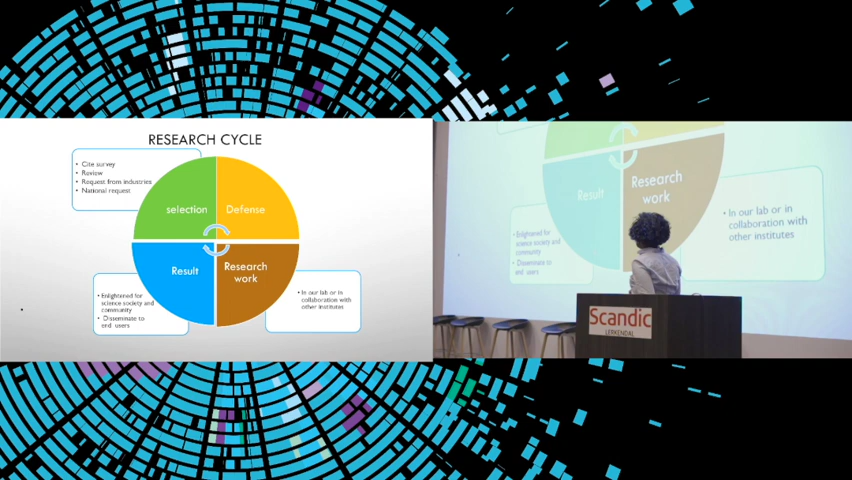 RESEARCH CYCLE
• Cite survey
• Review
• Request from industries
• National request
selection
Defense
Result
Research
work
• Enlightened for
science society and
community
• Disseminate to
end users
• In our lab or in
collaboration with
other institutes
Result
Research
work
• Enlightened for
science society and
community
• Disseminate to
end users
• In our lab or in
collaboration with
other institutes
Scandic
LERKENDAL